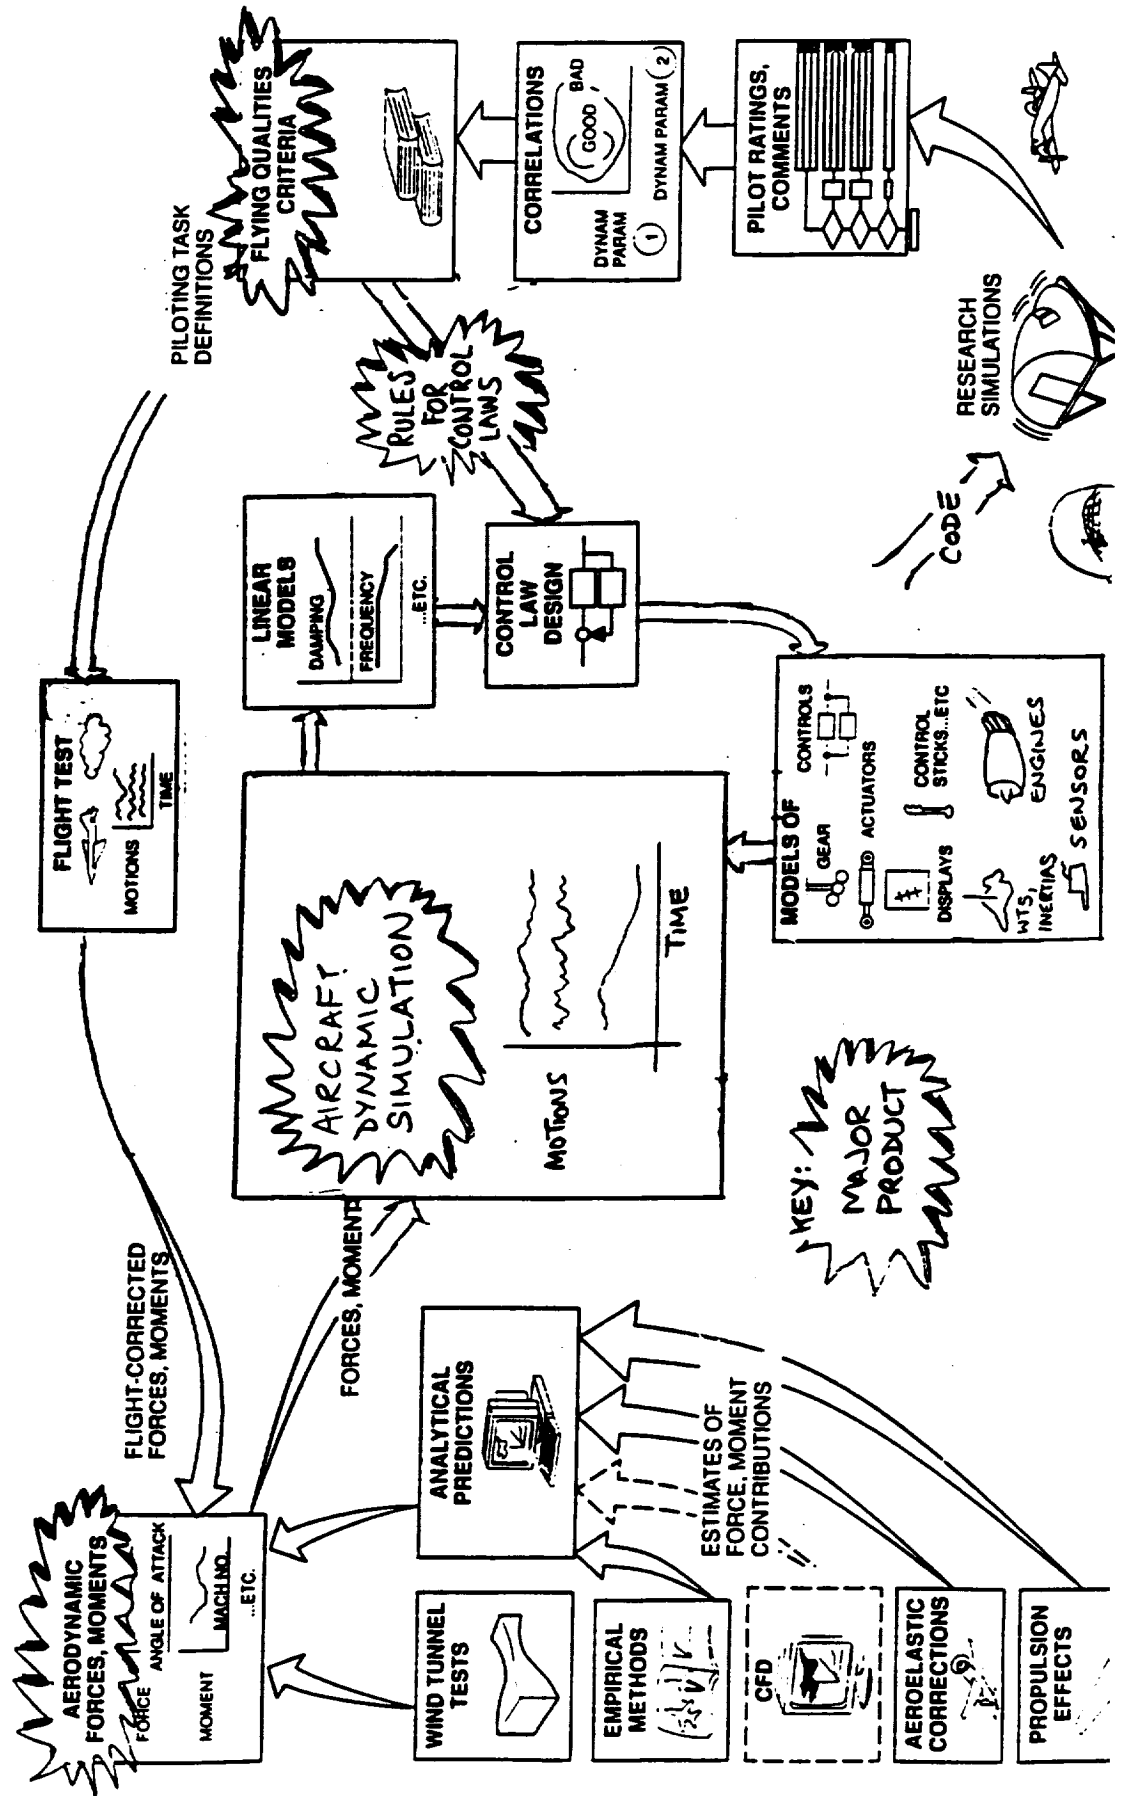 AERODYNAMIC
FORCES, MOMENTS
FORCE
ANGLE OF ATTACK
MOMENT
MACH NO.
...ETC.
FLIGHT-CORRECTED
FORCES, MOMENTS
FLIGHT TEST
MOTIONS
TIME
PILOTING TASK
DEFINITIONS
FLYING QUALITIES
CRITERIA
WIND TUNNEL
TESTS
ANALYTICAL
PREDICTIONS
EMPIRICAL
METHODS
CFD
AEROELASTIC
CORRECTIONS
PROPULSION
EFFECTS
ESTIMATES OF
FORCE, MOMENT
CONTRIBUTIONS
FORCES, MOMENT
AIRCRAFT
DYNAMIC
SIMULATION
MOTIONS
TIME
KEY:
MAJOR
PRODUCT
LINEAR
MODELS
DAMPING
FREQUENCY
...ETC.
CONTROL
LAW
DESIGN
RULES
FOR
CONTROL
LAWS
MODELS OF
GEAR
CONTROLS
ACTUATORS
DISPLAYS
CONTROL
STICKS...ETC
WTS,
INERTIAS
ENGINES
SENSORS
CODE
RESEARCH
SIMULATIONS
CORRELATIONS
DYNAM
PARAM
1
GOOD
BAD
DYNAM PARAM 2
PILOT RATINGS,
COMMENTS